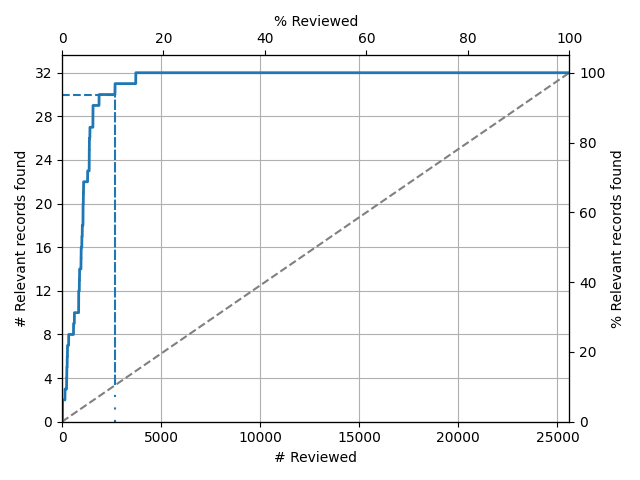 % Reviewed
0 20 40 60 80 100
32 100
28
80
24
20
60
16
40
12
8
20
4
0 0
# Relevant records found
% Relevant records found
0 5000 10000 15000 20000 25000
# Reviewed